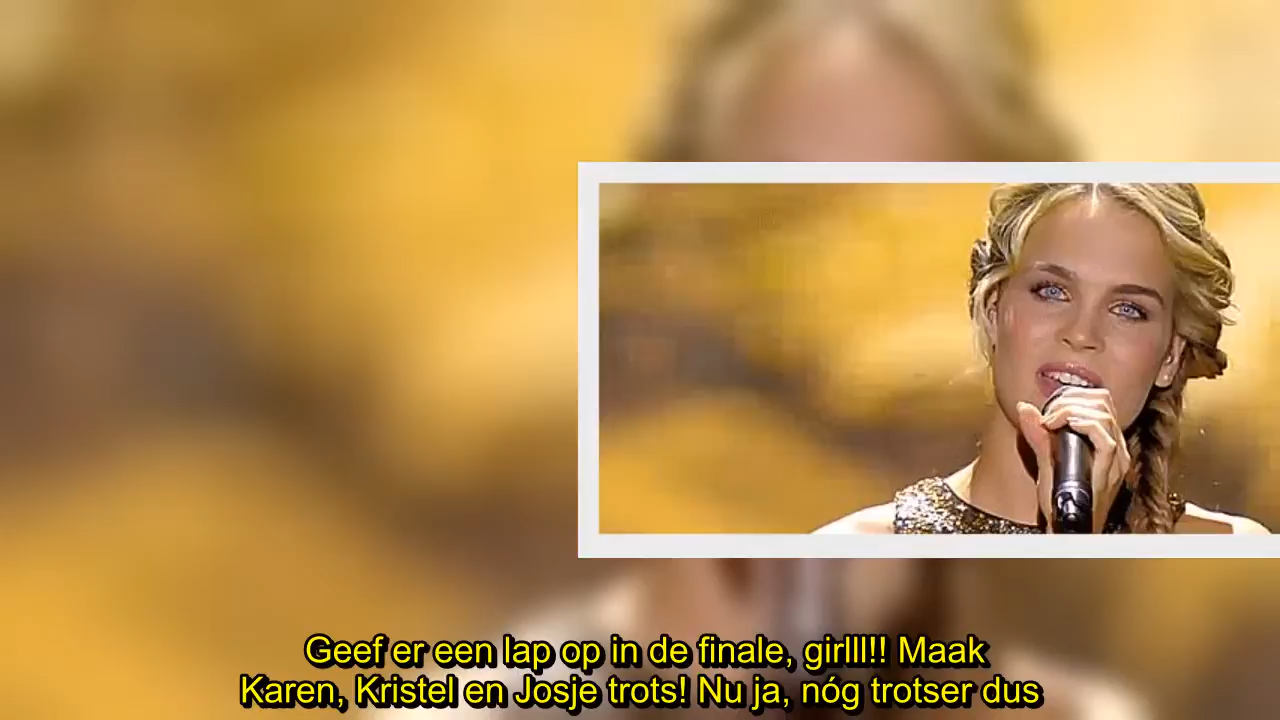 Geef er een lap op in de finale, girlll!! Maak
Karen, Kristel en Josje trots! Nu ja, nóg trotser dus